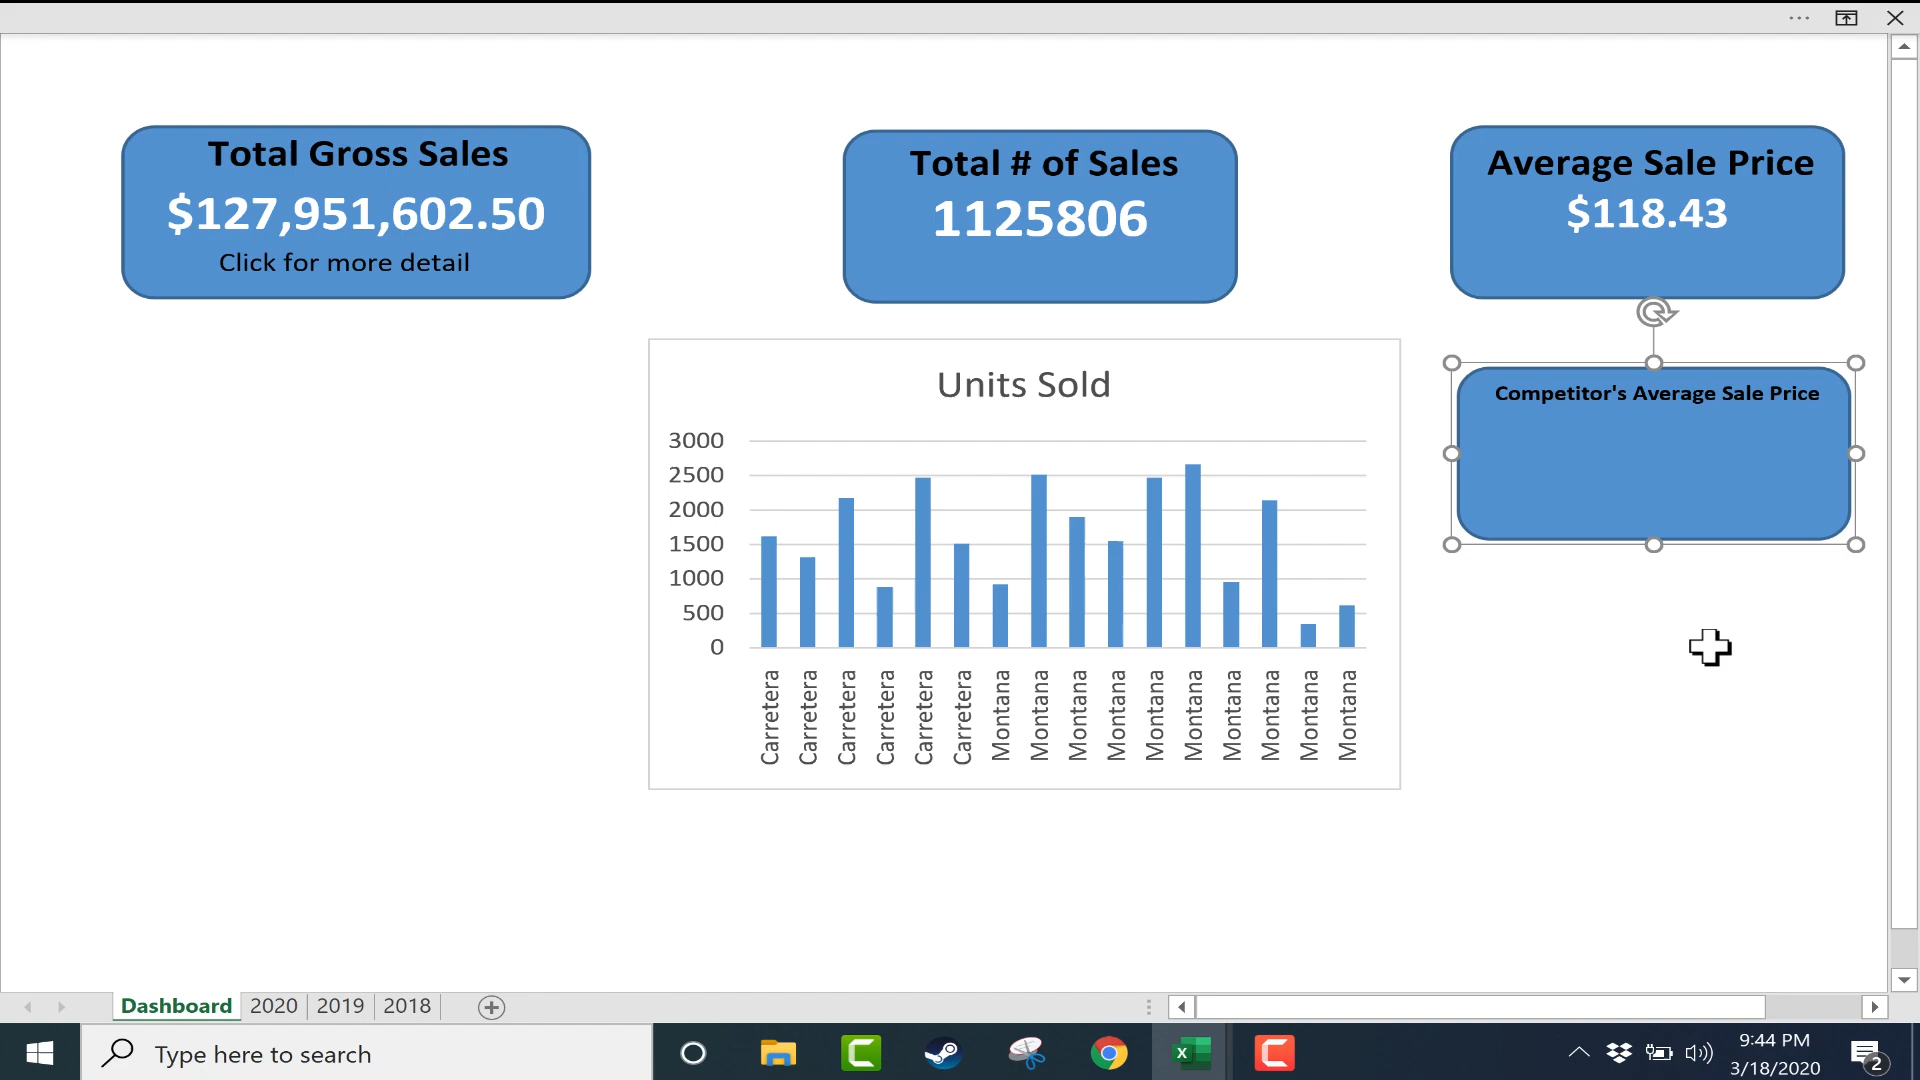 Total Gross Sales
$127,951,602.50
Click for more detail
Total # of Sales
1125806
Average Sale Price
$118.43
Competitor's Average Sale Price
Units Sold
3000
2500
2000
1500
1000
500
0
Carretera
Carretera
Carretera
Carretera
Carretera
Carretera
Montana
Montana
Montana
Montana
Montana
Montana
Montana
Montana
Montana
Montana
Dashboard 2020 2019 2018
Type here to search
9:44 PM
3/18/2020
2